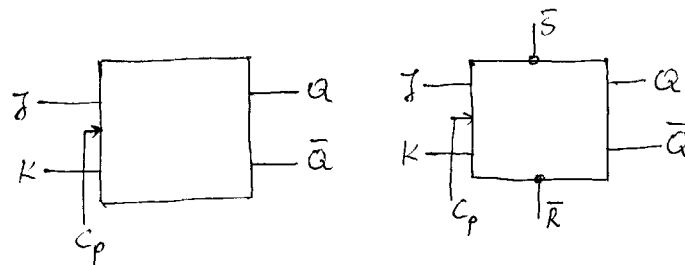 S̄
J Q J Q
K Q̄ K Q̄
Cp Cp
R̄